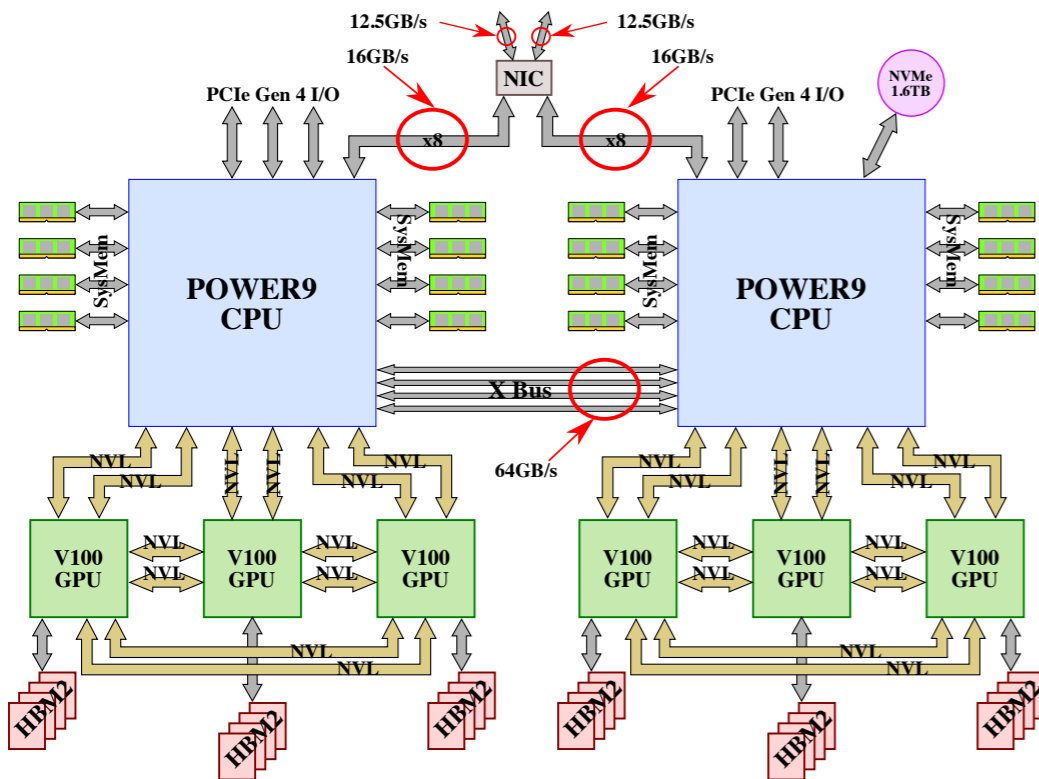 12.5GB/s
12.5GB/s
16GB/s
NIC
16GB/s
NVMe
1.6TB
PCIe Gen 4 I/O
PCIe Gen 4 I/O
x8
x8
SysMem
SysMem
SysMem
SysMem
POWER9
CPU
POWER9
CPU
X Bus
64GB/s
NVL
NVL
NVL
NVL
NVL
NVL
NVL
NVL
NVL
NVL
NVL
NVL
V100
GPU
NVL
NVL
V100
GPU
NVL
NVL
V100
GPU
V100
GPU
NVL
NVL
V100
GPU
NVL
NVL
V100
GPU
NVL
NVL
NVL
NVL
HBM2
HBM2
HBM2
HBM2
HBM2
HBM2